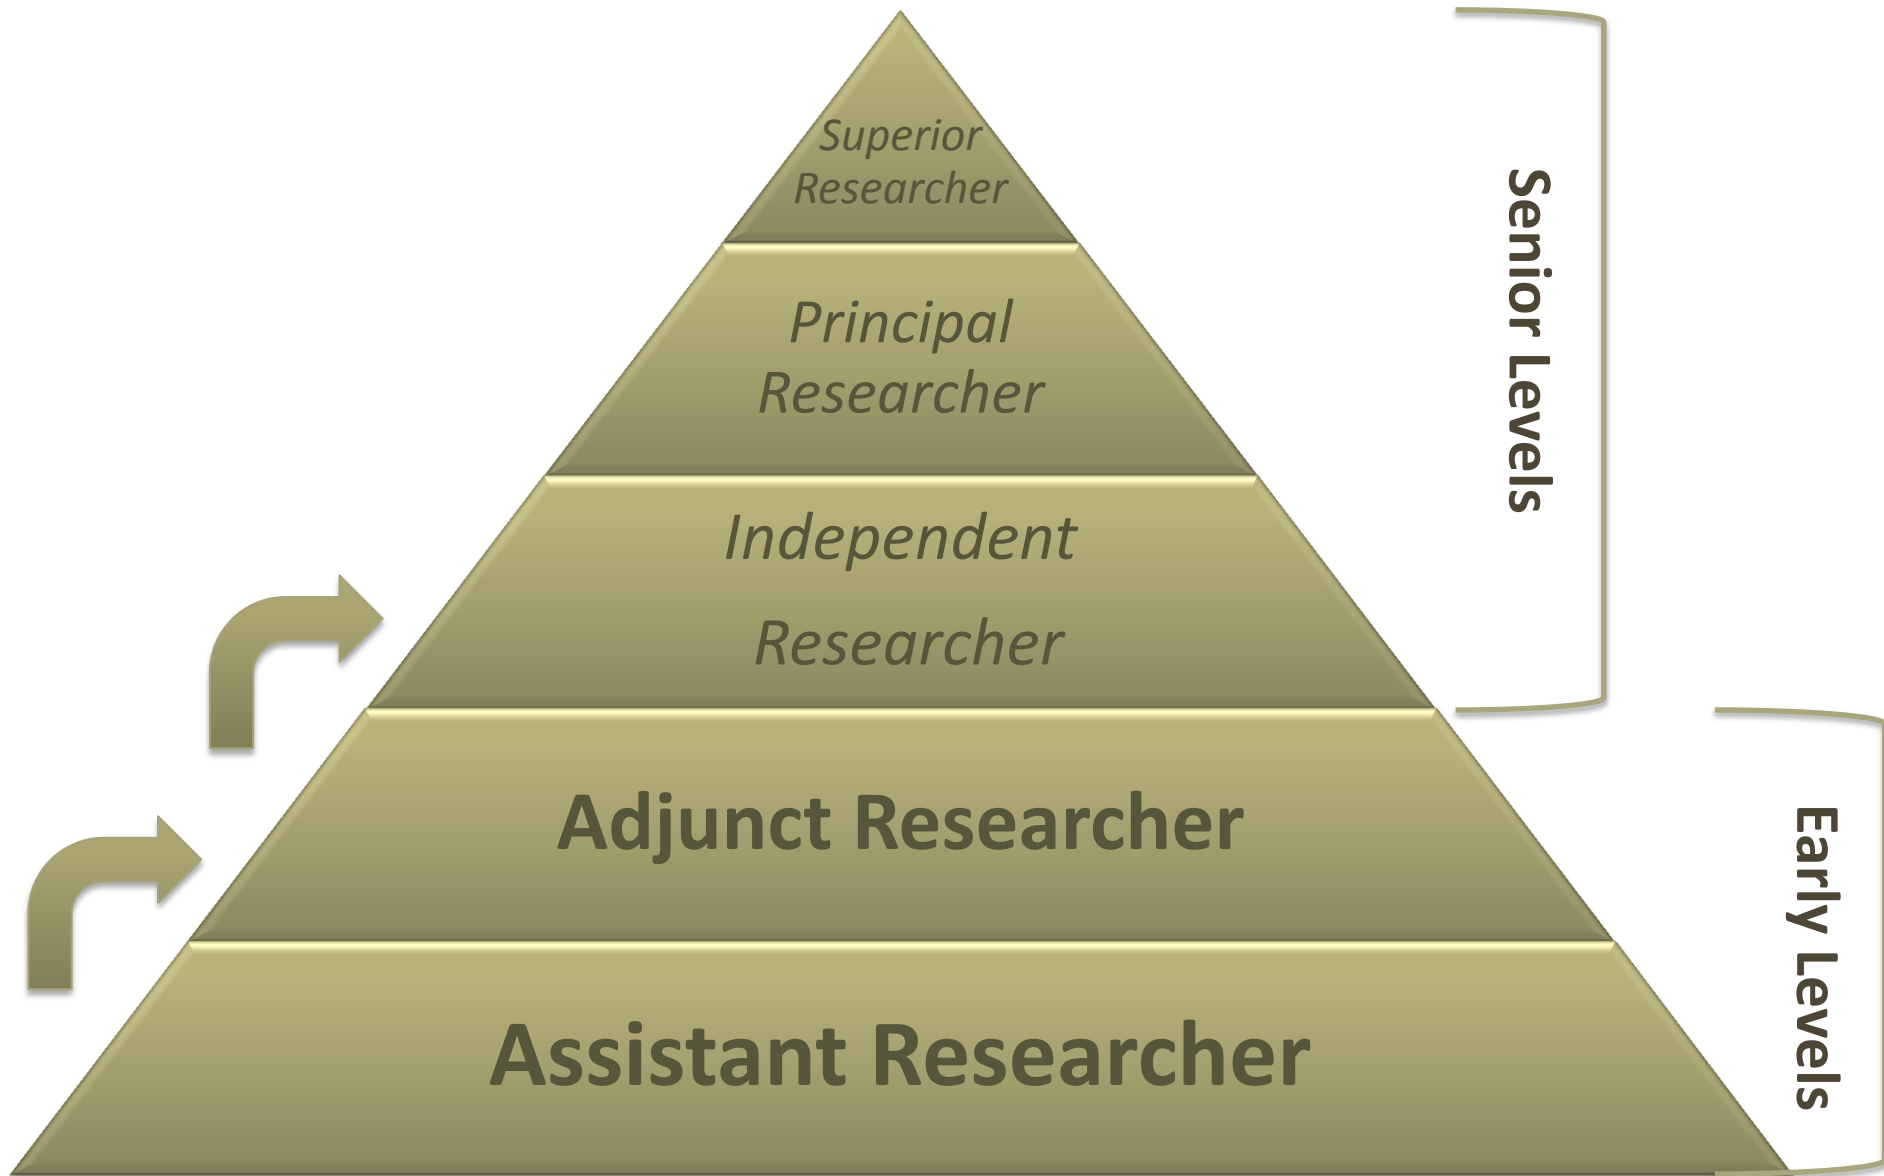 Superior
Researcher
Principal
Researcher
Independent
Researcher
Adjunct Researcher
Assistant Researcher
Senior Levels
Early Levels